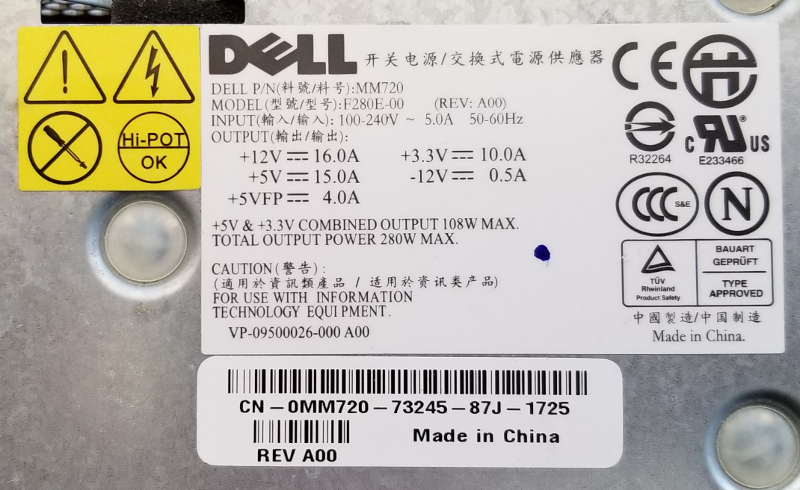 Hi-POT
OK
DELL 开关电源/交換式電源供應器
DELL P/N(料號/料号):MM720
MODEL(型號/型号):F280E-00 (REV: A00)
INPUT(輸入/输入): 100-240V ~ 5.0A 50-60Hz
OUTPUT(輸出/输出):
+12V 16.0A +3.3V 10.0A
+5V 15.0A -12V 0.5A
+5VFP 4.0A
+5V & +3.3V COMBINED OUTPUT 108W MAX.
TOTAL OUTPUT POWER 280W MAX.
CAUTION(警告):
(適用於資訊類產品 / 适用於资讯类产品)
FOR USE WITH INFORMATION
TECHNOLOGY EQUIPMENT.
VP-09500026-000 A00
CE
R32264
c RU US
E233466
CCC S&E
N
TÜV
Rheinland
Product Safety
BAUART
GEPRÜFT
TYPE
APPROVED
中國製造/中国制造
Made in China.
CN-0MM720-73245-87J-1725
Made in China
REV A00